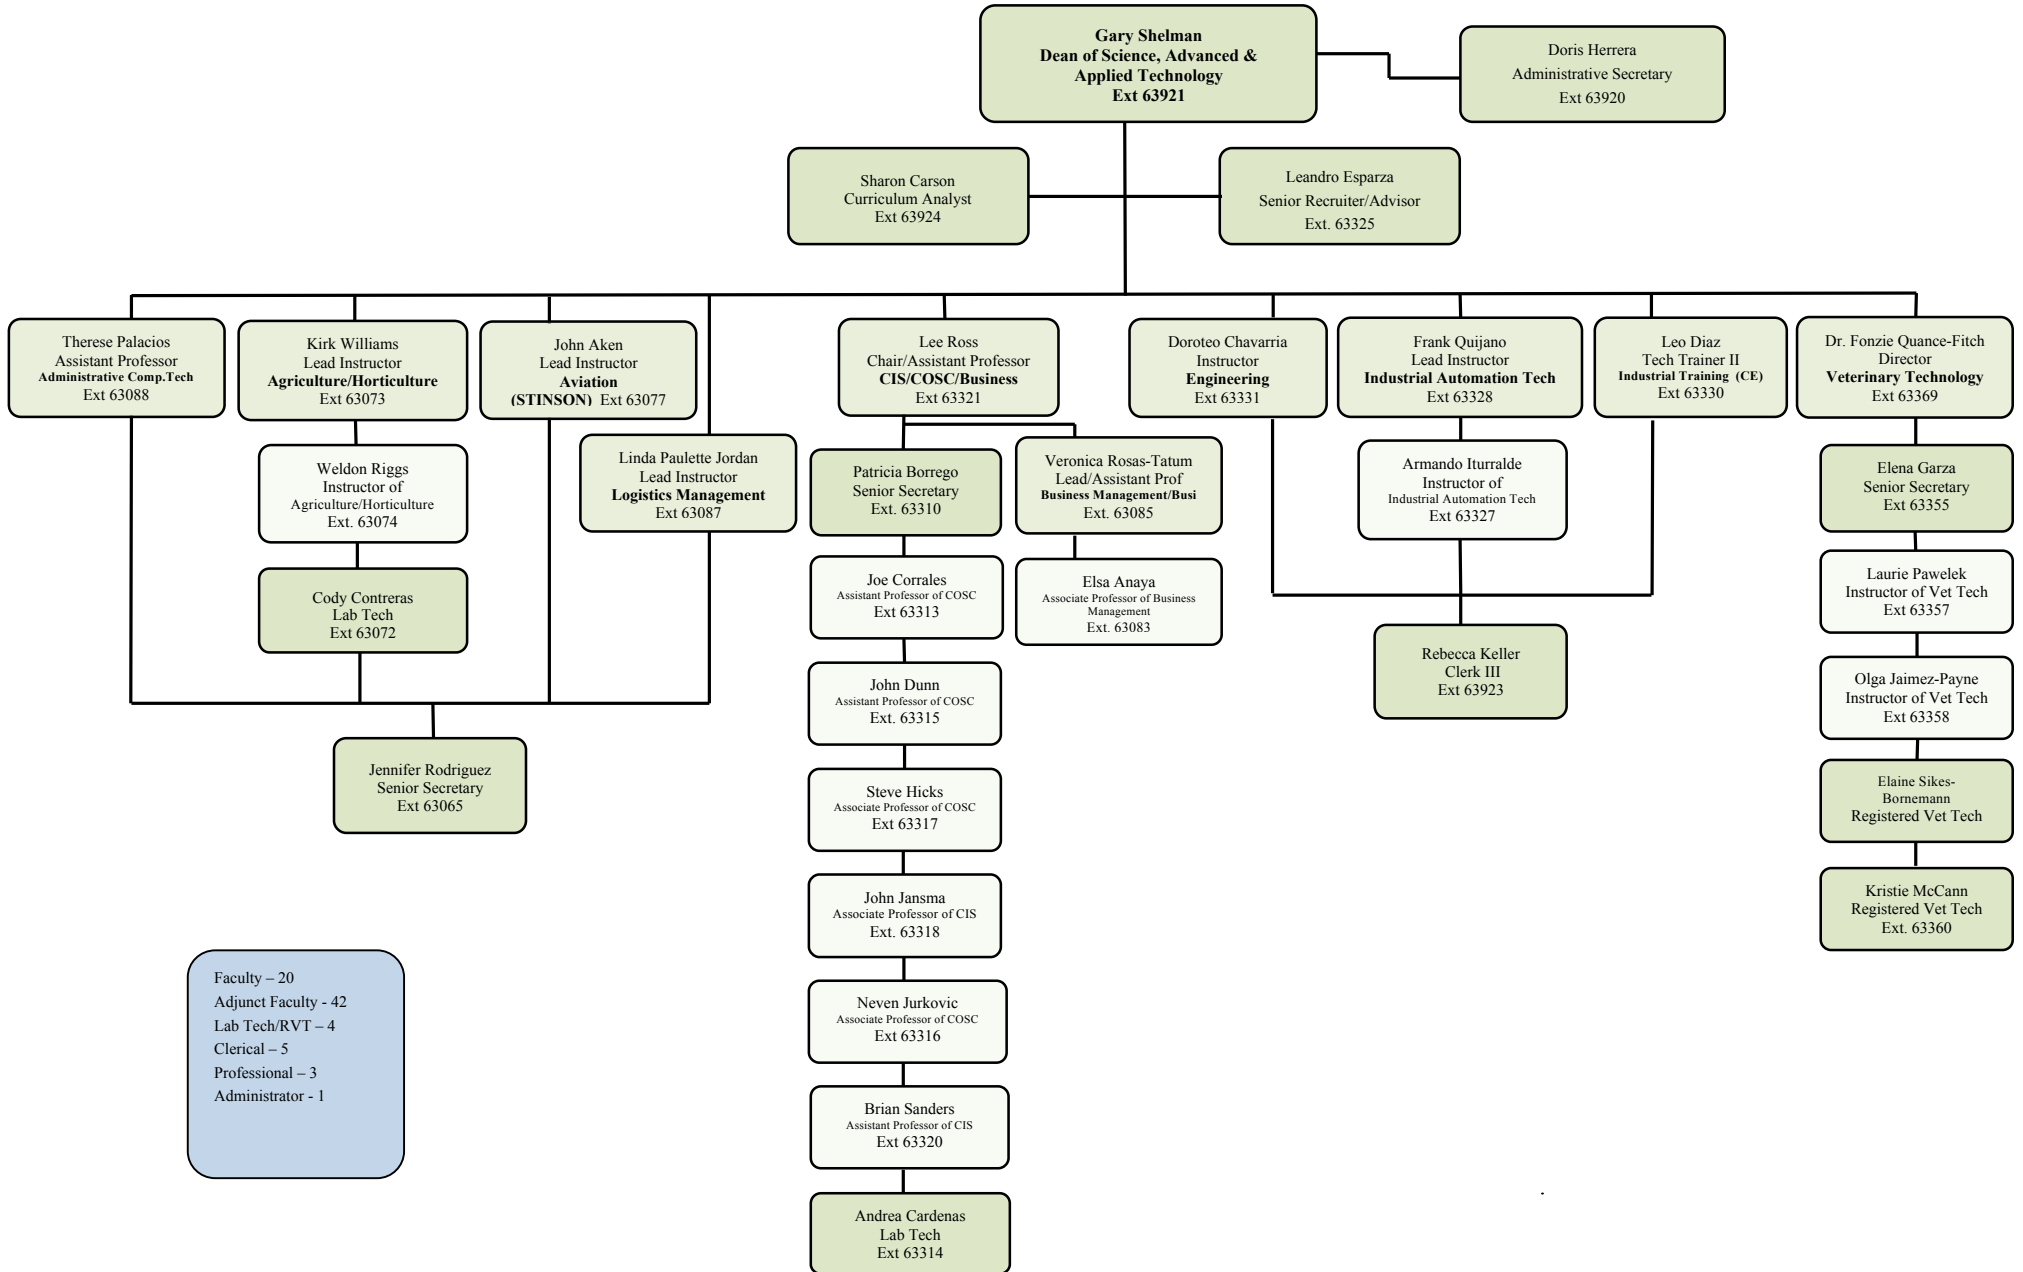 Gary Shelman
Dean of Science, Advanced &
Applied Technology
Ext 63921
Doris Herrera
Administrative Secretary
Ext 63920
Sharon Carson
Curriculum Analyst
Ext 63924
Leandro Esparza
Senior Recruiter/Advisor
Ext. 63325
Therese Palacios
Assistant Professor
Administrative Comp.Tech
Ext 63088
Kirk Williams
Lead Instructor
Agriculture/Horticulture
Ext 63073
John Aken
Lead Instructor
Aviation
(STINSON) Ext 63077
Lee Ross
Chair/Assistant Professor
CIS/COSC/Business
Ext 63321
Doroteo Chavarria
Instructor
Engineering
Ext 63331
Frank Quijano
Lead Instructor
Industrial Automation Tech
Ext 63328
Leo Diaz
Tech Trainer II
Industrial Training (CE)
Ext 63330
Dr. Fonzie Quance-Fitch
Director
Veterinary Technology
Ext 63369
Weldon Riggs
Instructor of
Agriculture/Horticulture
Ext. 63074
Linda Paulette Jordan
Lead Instructor
Logistics Management
Ext 63087
Patricia Borrego
Senior Secretary
Ext. 63310
Veronica Rosas-Tatum
Lead/Assistant Prof
Business Management/Busi
Ext. 63085
Armando Iturralde
Instructor of
Industrial Automation Tech
Ext 63327
Elena Garza
Senior Secretary
Ext 63355
Cody Contreras
Lab Tech
Ext 63072
Joe Corrales
Assistant Professor of COSC
Ext 63313
Elsa Anaya
Associate Professor of Business
Management
Ext. 63083
Laurie Pawelek
Instructor of Vet Tech
Ext 63357
Rebecca Keller
Clerk III
Ext 63923
John Dunn
Assistant Professor of COSC
Ext. 63315
Olga Jaimez-Payne
Instructor of Vet Tech
Ext 63358
Jennifer Rodriguez
Senior Secretary
Ext 63065
Steve Hicks
Associate Professor of COSC
Ext 63317
Elaine Sikes-
Bornemann
Registered Vet Tech
John Jansma
Associate Professor of CIS
Ext. 63318
Kristie McCann
Registered Vet Tech
Ext. 63360
Faculty – 20
Adjunct Faculty - 42
Lab Tech/RVT – 4
Clerical – 5
Professional – 3
Administrator - 1
Neven Jurkovic
Associate Professor of COSC
Ext 63316
Brian Sanders
Assistant Professor of CIS
Ext 63320
Andrea Cardenas
Lab Tech
Ext 63314